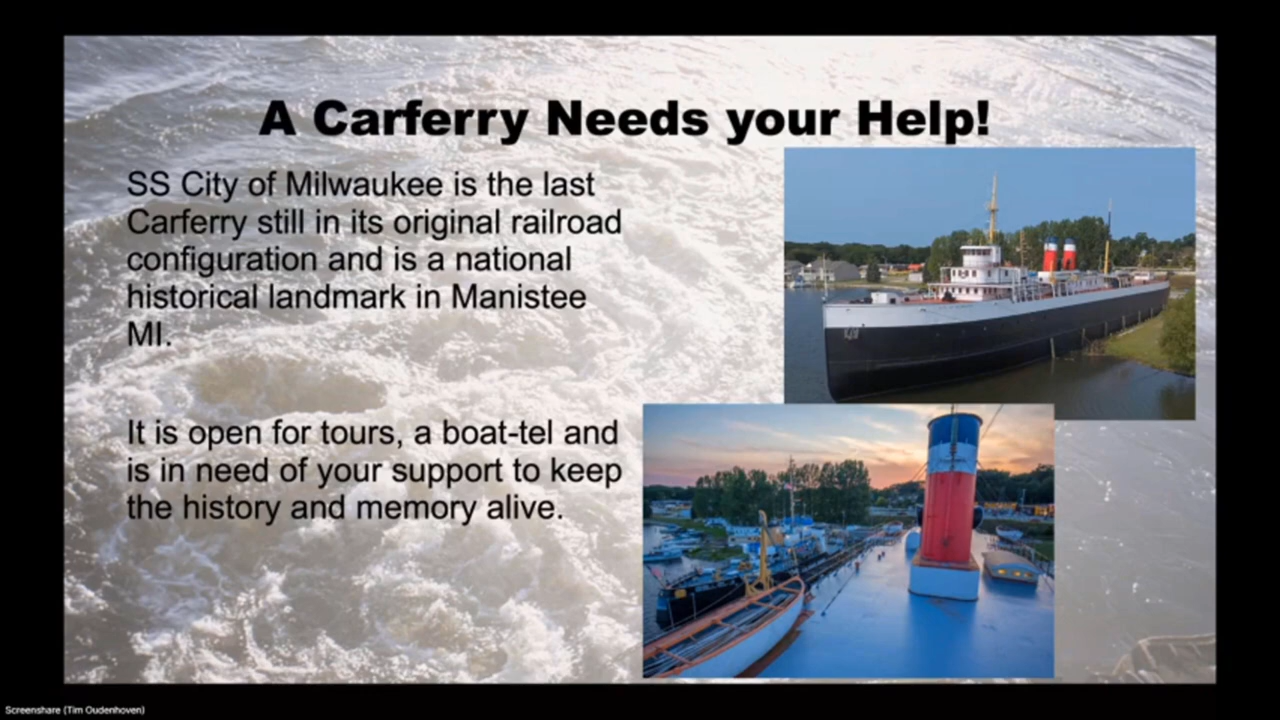 A Carferry Needs your Help!
SS City of Milwaukee is the last
Carferry still in its original railroad
configuration and is a national
historical landmark in Manistee
MI.
It is open for tours, a boat-tel and
is in need of your support to keep
the history and memory alive.
Screenshare (Tim Oudenhoven)